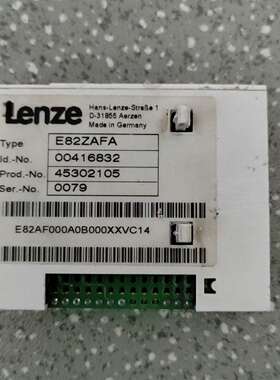 Lenze
Hans-Lenze-Straße 1
D-31855 Aerzen
Made in Germany
Type E82ZAFA
Id.-No. 00416832
Prod.-No. 45302105
Ser.-No. 0079
E82AF000A0B000XXVC14